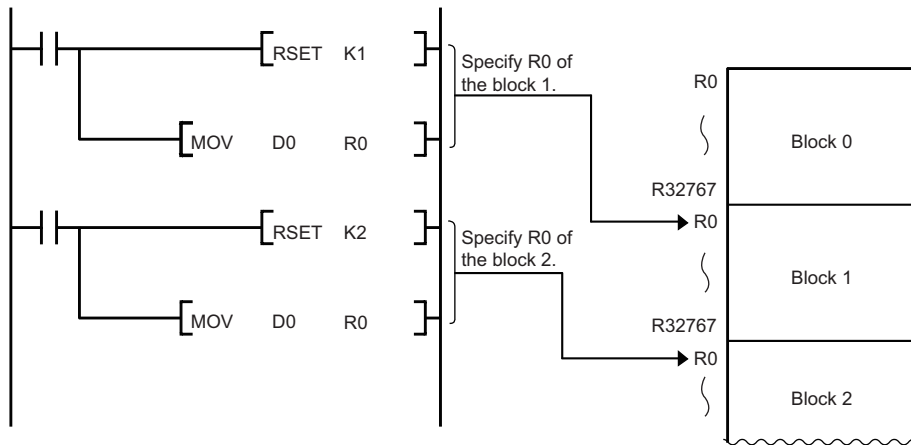 RSET K1
MOV D0 R0
Specify R0 of
the block 1.
RSET K2
MOV D0 R0
Specify R0 of
the block 2.
R0
Block 0
R32767
R0
Block 1
R32767
R0
Block 2